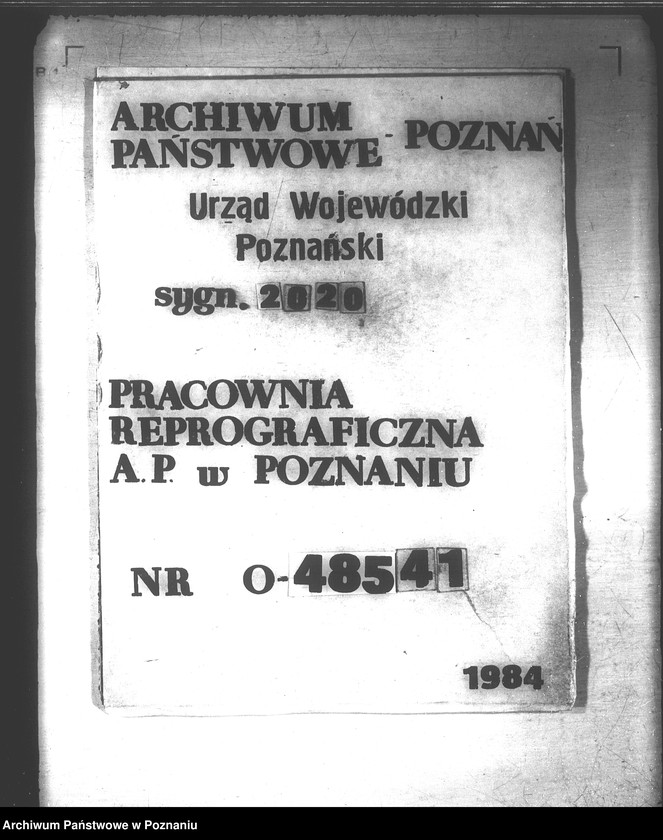 ARCHIWUM
PAŃSTWOWE - POZNAŃ
Urząd Wojewódzki
Poznański
sygn. 2020
PRACOWNIA
REPROGRAFICZNA
A.P. w POZNANIU
NR O-48541
1984
Archiwum Państwowe w Poznaniu